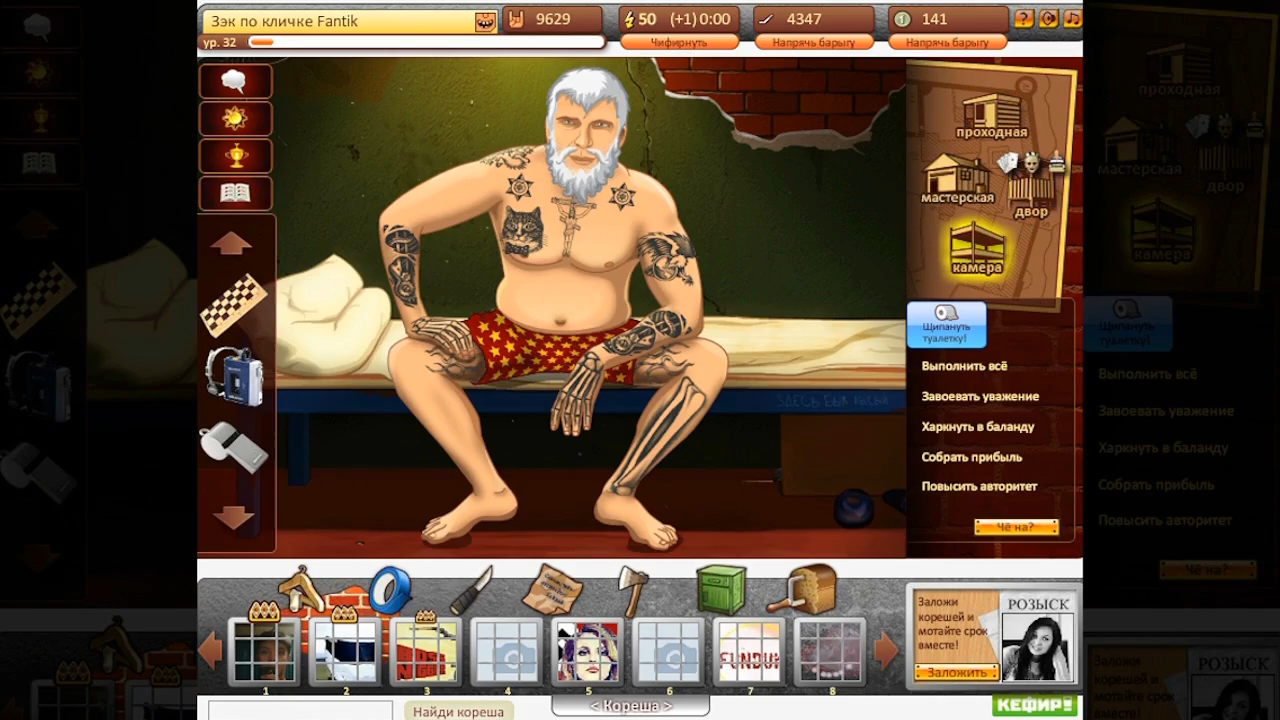 Зэк по кличке Fantik
9629
50 (+1) 0:00
4347
141
ур. 32
Чифирнуть
Напрячь барыгу
Напрячь барыгу
проходная
мастерская
двор
камера
Щипануть
туалетку!
Выполнить всё
Завоевать уважение
Харкнуть в баланду
Собрать прибыль
Повысить авторитет
Чё на?
ЗДЕСЬ БЫЛ
Заложи
корешей и
мотайте срок
вместе!
РОЗЫСК
Заложить
1
2
3
4
5
6
7
8
Найди кореша
< Кореша >
КЕФИР!